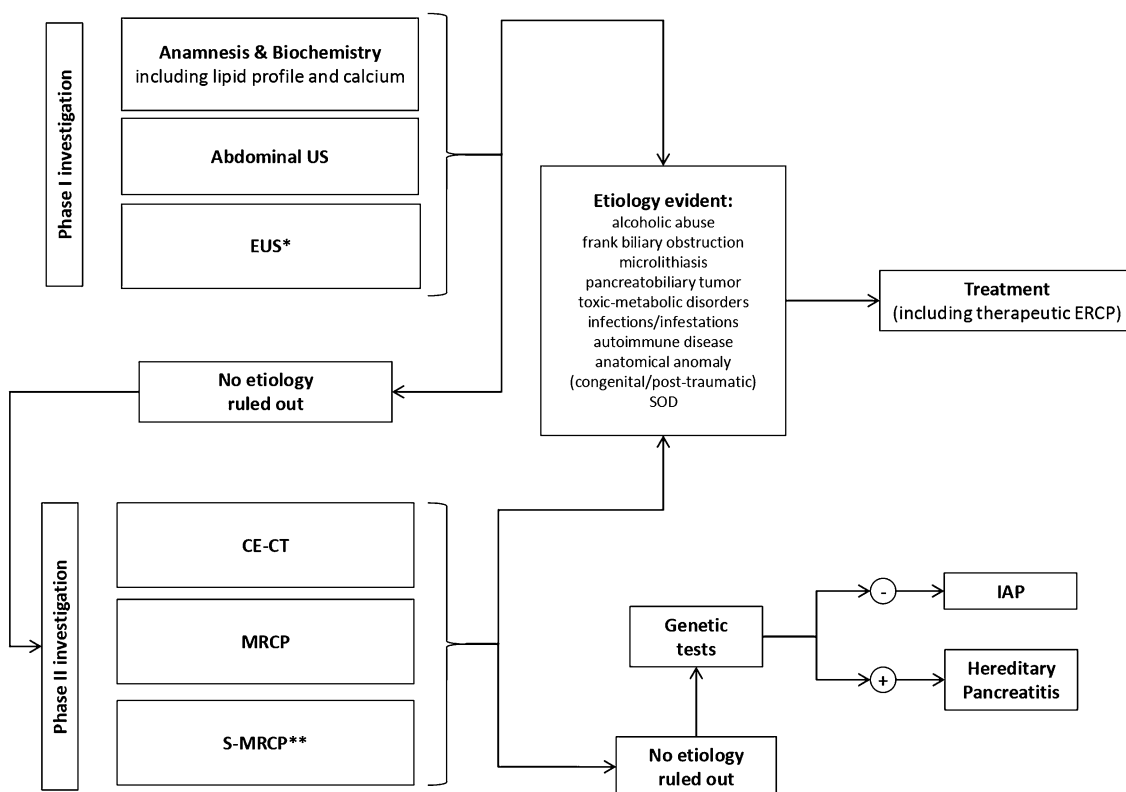 Phase I investigation
Anamnesis & Biochemistry
including lipid profile and calcium
Abdominal US
EUS*
Etiology evident:
alcoholic abuse
frank biliary obstruction
microlithiasis
pancreatobiliary tumor
toxic-metabolic disorders
infections/infestations
autoimmune disease
anatomical anomaly
(congenital/post-traumatic)
SOD
Treatment
(including therapeutic ERCP)
No etiology
ruled out
Phase II investigation
CE-CT
MRCP
S-MRCP**
No etiology
ruled out
Genetic
tests
-
IAP
+
Hereditary
Pancreatitis